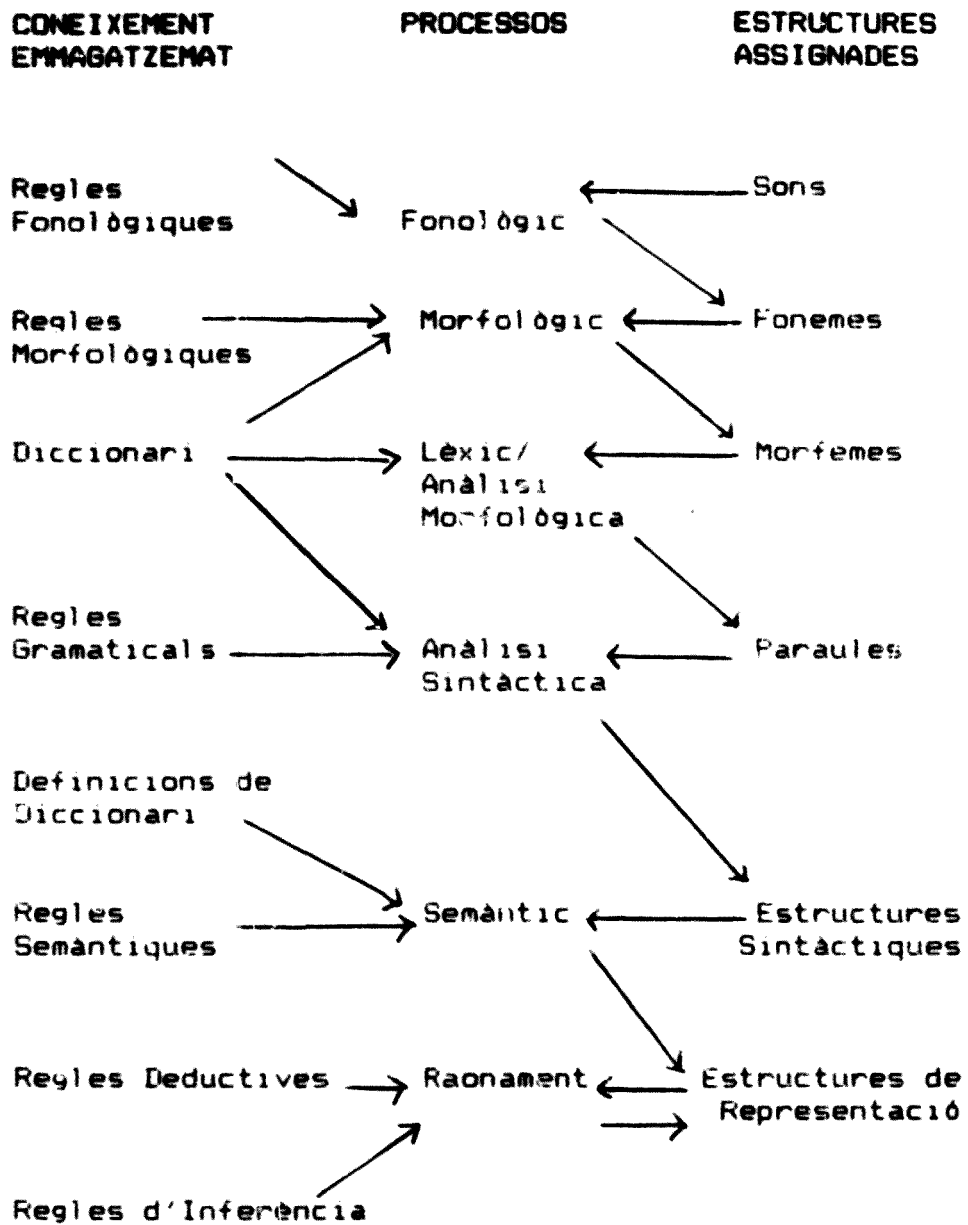 CONEIXEMENT PROCESSOS ESTRUCTURES
EMMAGATZEMAT ASSIGNADES
Regles Sons
Fonològiques Fonològic
Regles Morfològic Fonemes
Morfològiques
Diccionari Lèxic/ Morfemes
Anàlisi
Morfològica
Regles
Gramaticals Anàlisi Paraules
Sintàctica
Definicions de
Diccionari
Regles Semàntic Estructures
Semàntiques Sintàctiques
Regles Deductives Raonament Estructures de
Representació
Regles d'Inferència